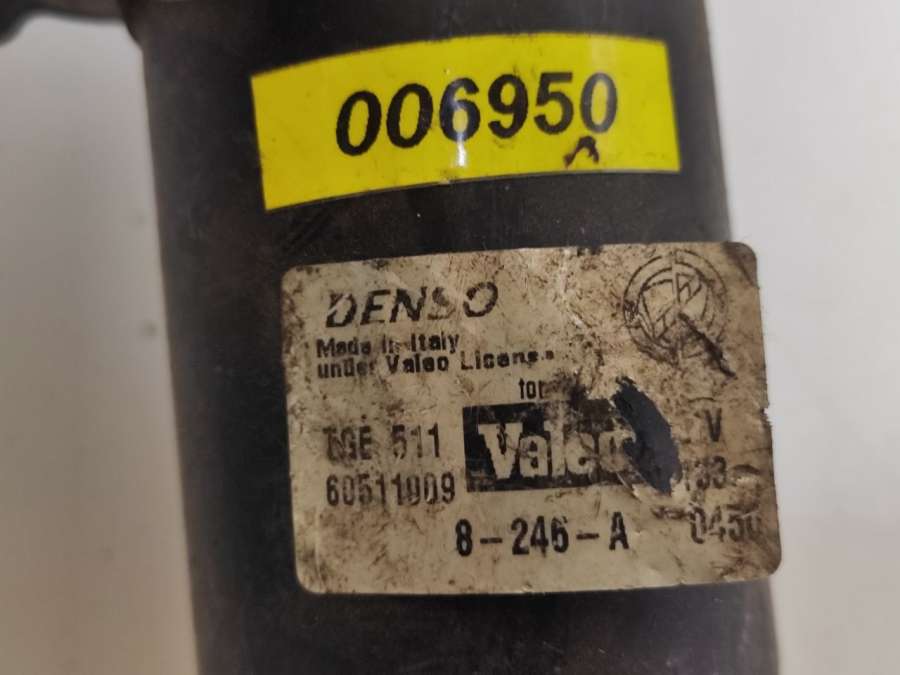 006950
DENSO
Made in Italy
under Valeo License
for
TGE 511
Valeo
60511009
8-246-A